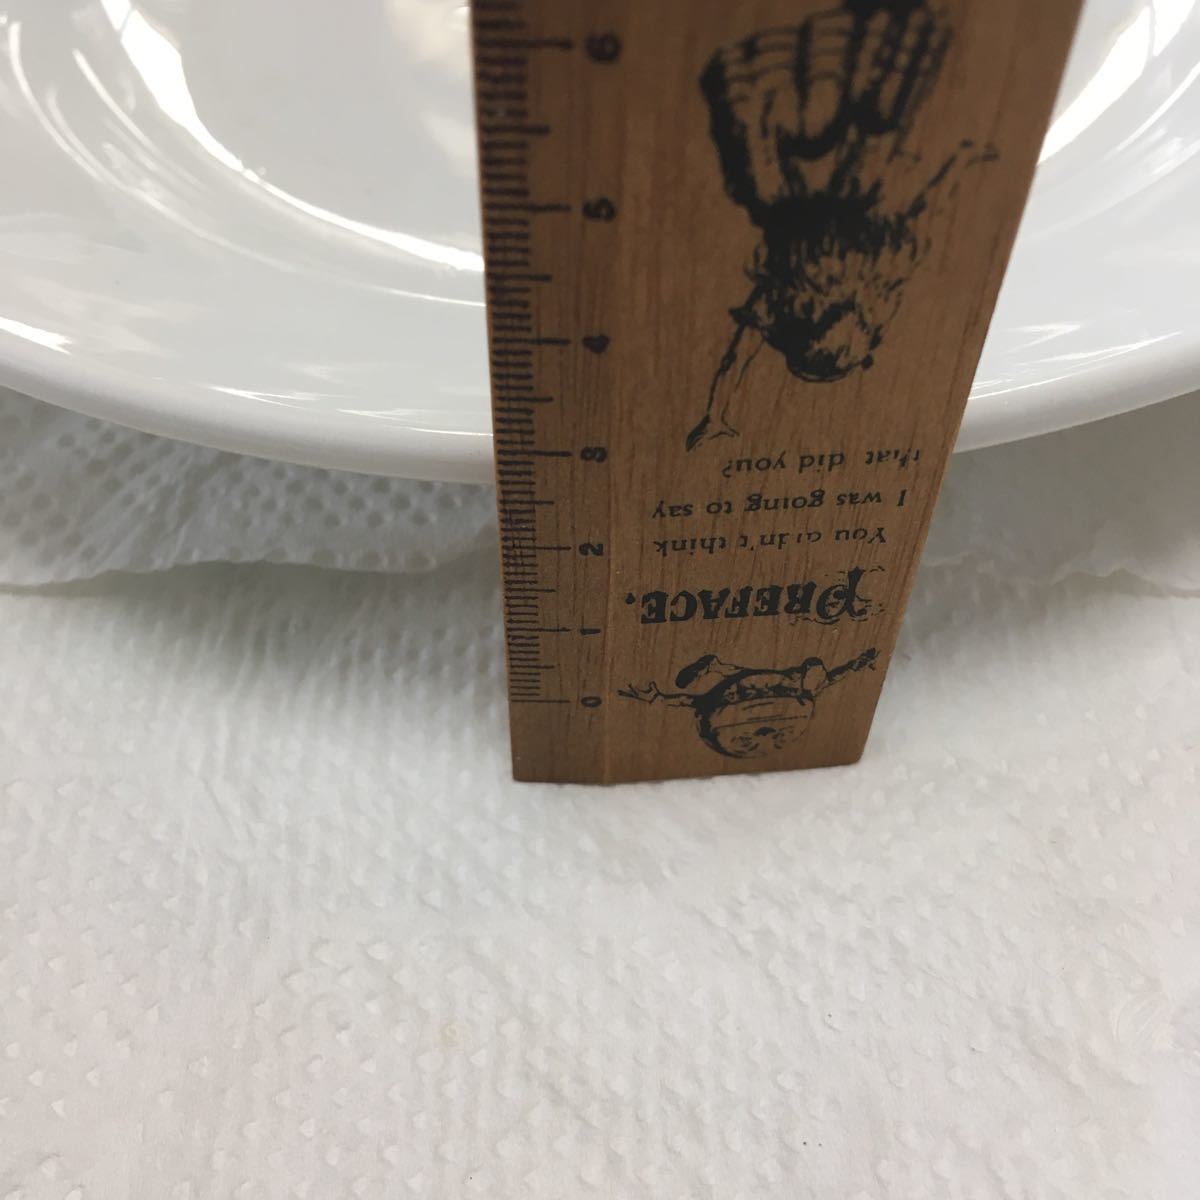 PREFACE.
You didn't think
I was going to say
that did you?
0
1
2
3
4
5
6